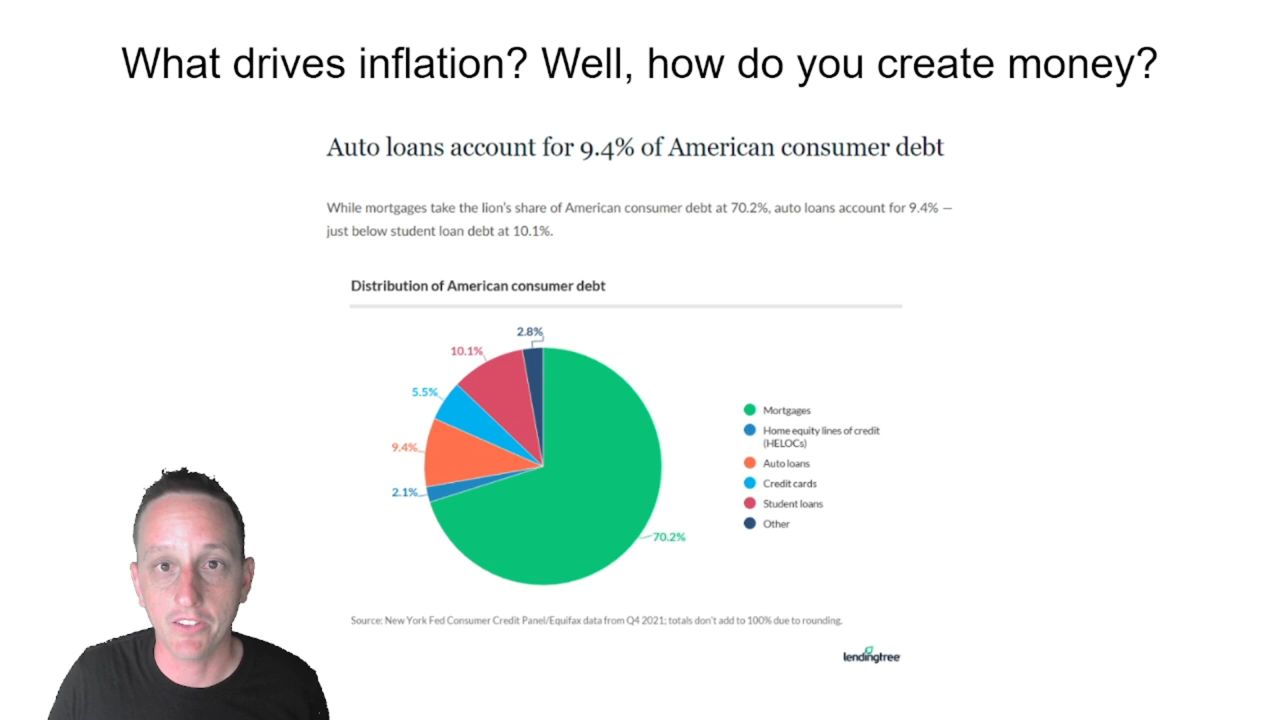 What drives inflation? Well, how do you create money?
Auto loans account for 9.4% of American consumer debt
While mortgages take the lion's share of American consumer debt at 70.2%, auto loans account for 9.4% —
just below student loan debt at 10.1%.
Distribution of American consumer debt
2.8%
10.1%
5.5%
9.4%
2.1%
70.2%
Mortgages
Home equity lines of credit
(HELOCs)
Auto loans
Credit cards
Student loans
Other
Source: New York Fed Consumer Credit Panel/Equifax data from Q4 2021; totals don't add to 100% due to rounding.
lendingtree